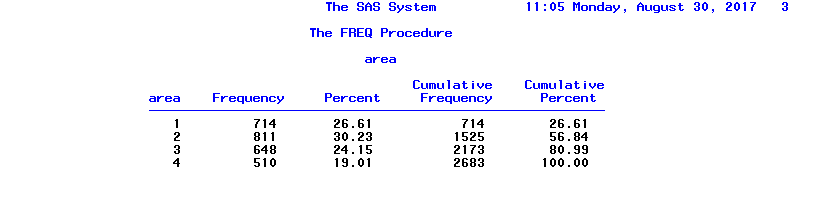 The SAS System 11:05 Monday, August 30, 2017 3
The FREQ Procedure
area
Cumulative Cumulative
area Frequency Percent Frequency Percent
1 714 26.61 714 26.61
2 811 30.23 1525 56.84
3 648 24.15 2173 80.99
4 510 19.01 2683 100.00